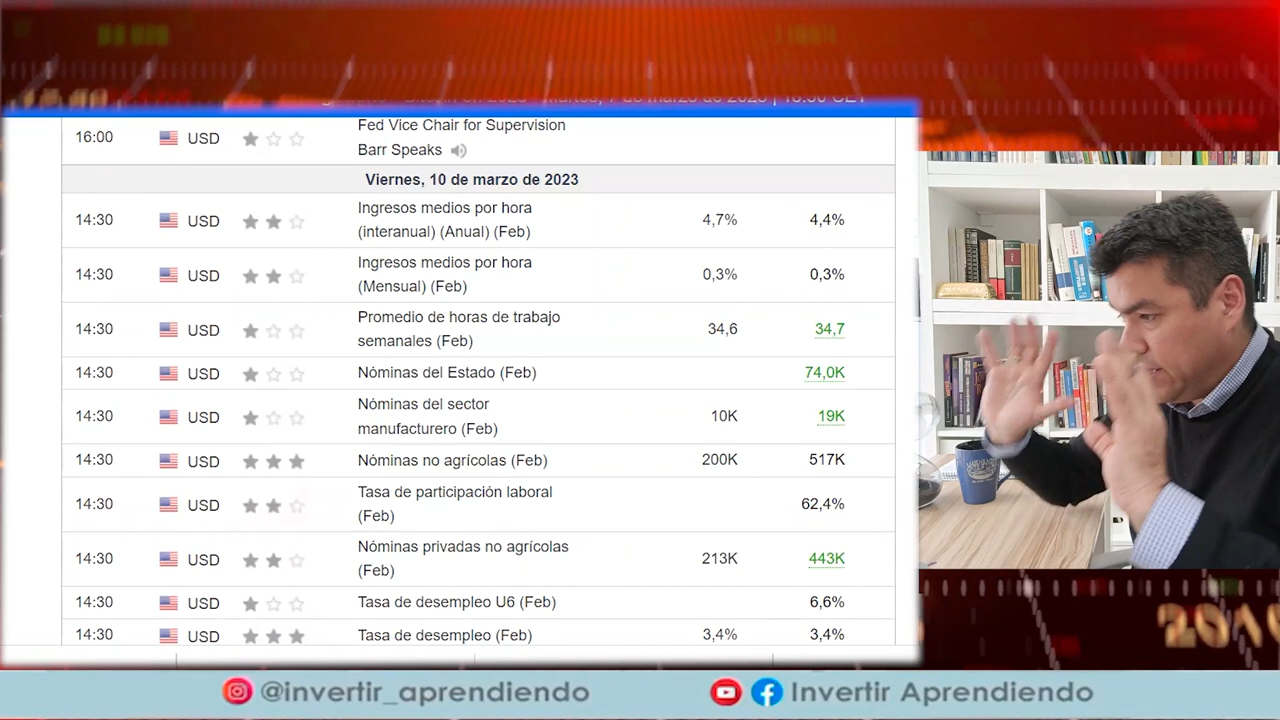 16:00 USD Fed Vice Chair for Supervision
Barr Speaks
Viernes, 10 de marzo de 2023
14:30 USD Ingresos medios por hora 4,7% 4,4%
(interanual) (Anual) (Feb)
14:30 USD Ingresos medios por hora 0,3% 0,3%
(Mensual) (Feb)
14:30 USD Promedio de horas de trabajo 34,6 34,7
semanales (Feb)
14:30 USD Nóminas del Estado (Feb) 74,0K
14:30 USD Nóminas del sector 10K 19K
manufacturero (Feb)
14:30 USD Nóminas no agrícolas (Feb) 200K 517K
14:30 USD Tasa de participación laboral 62,4%
(Feb)
14:30 USD Nóminas privadas no agrícolas 213K 443K
(Feb)
14:30 USD Tasa de desempleo U6 (Feb) 6,6%
14:30 USD Tasa de desempleo (Feb) 3,4% 3,4%
@invertir_aprendiendo Invertir Aprendiendo